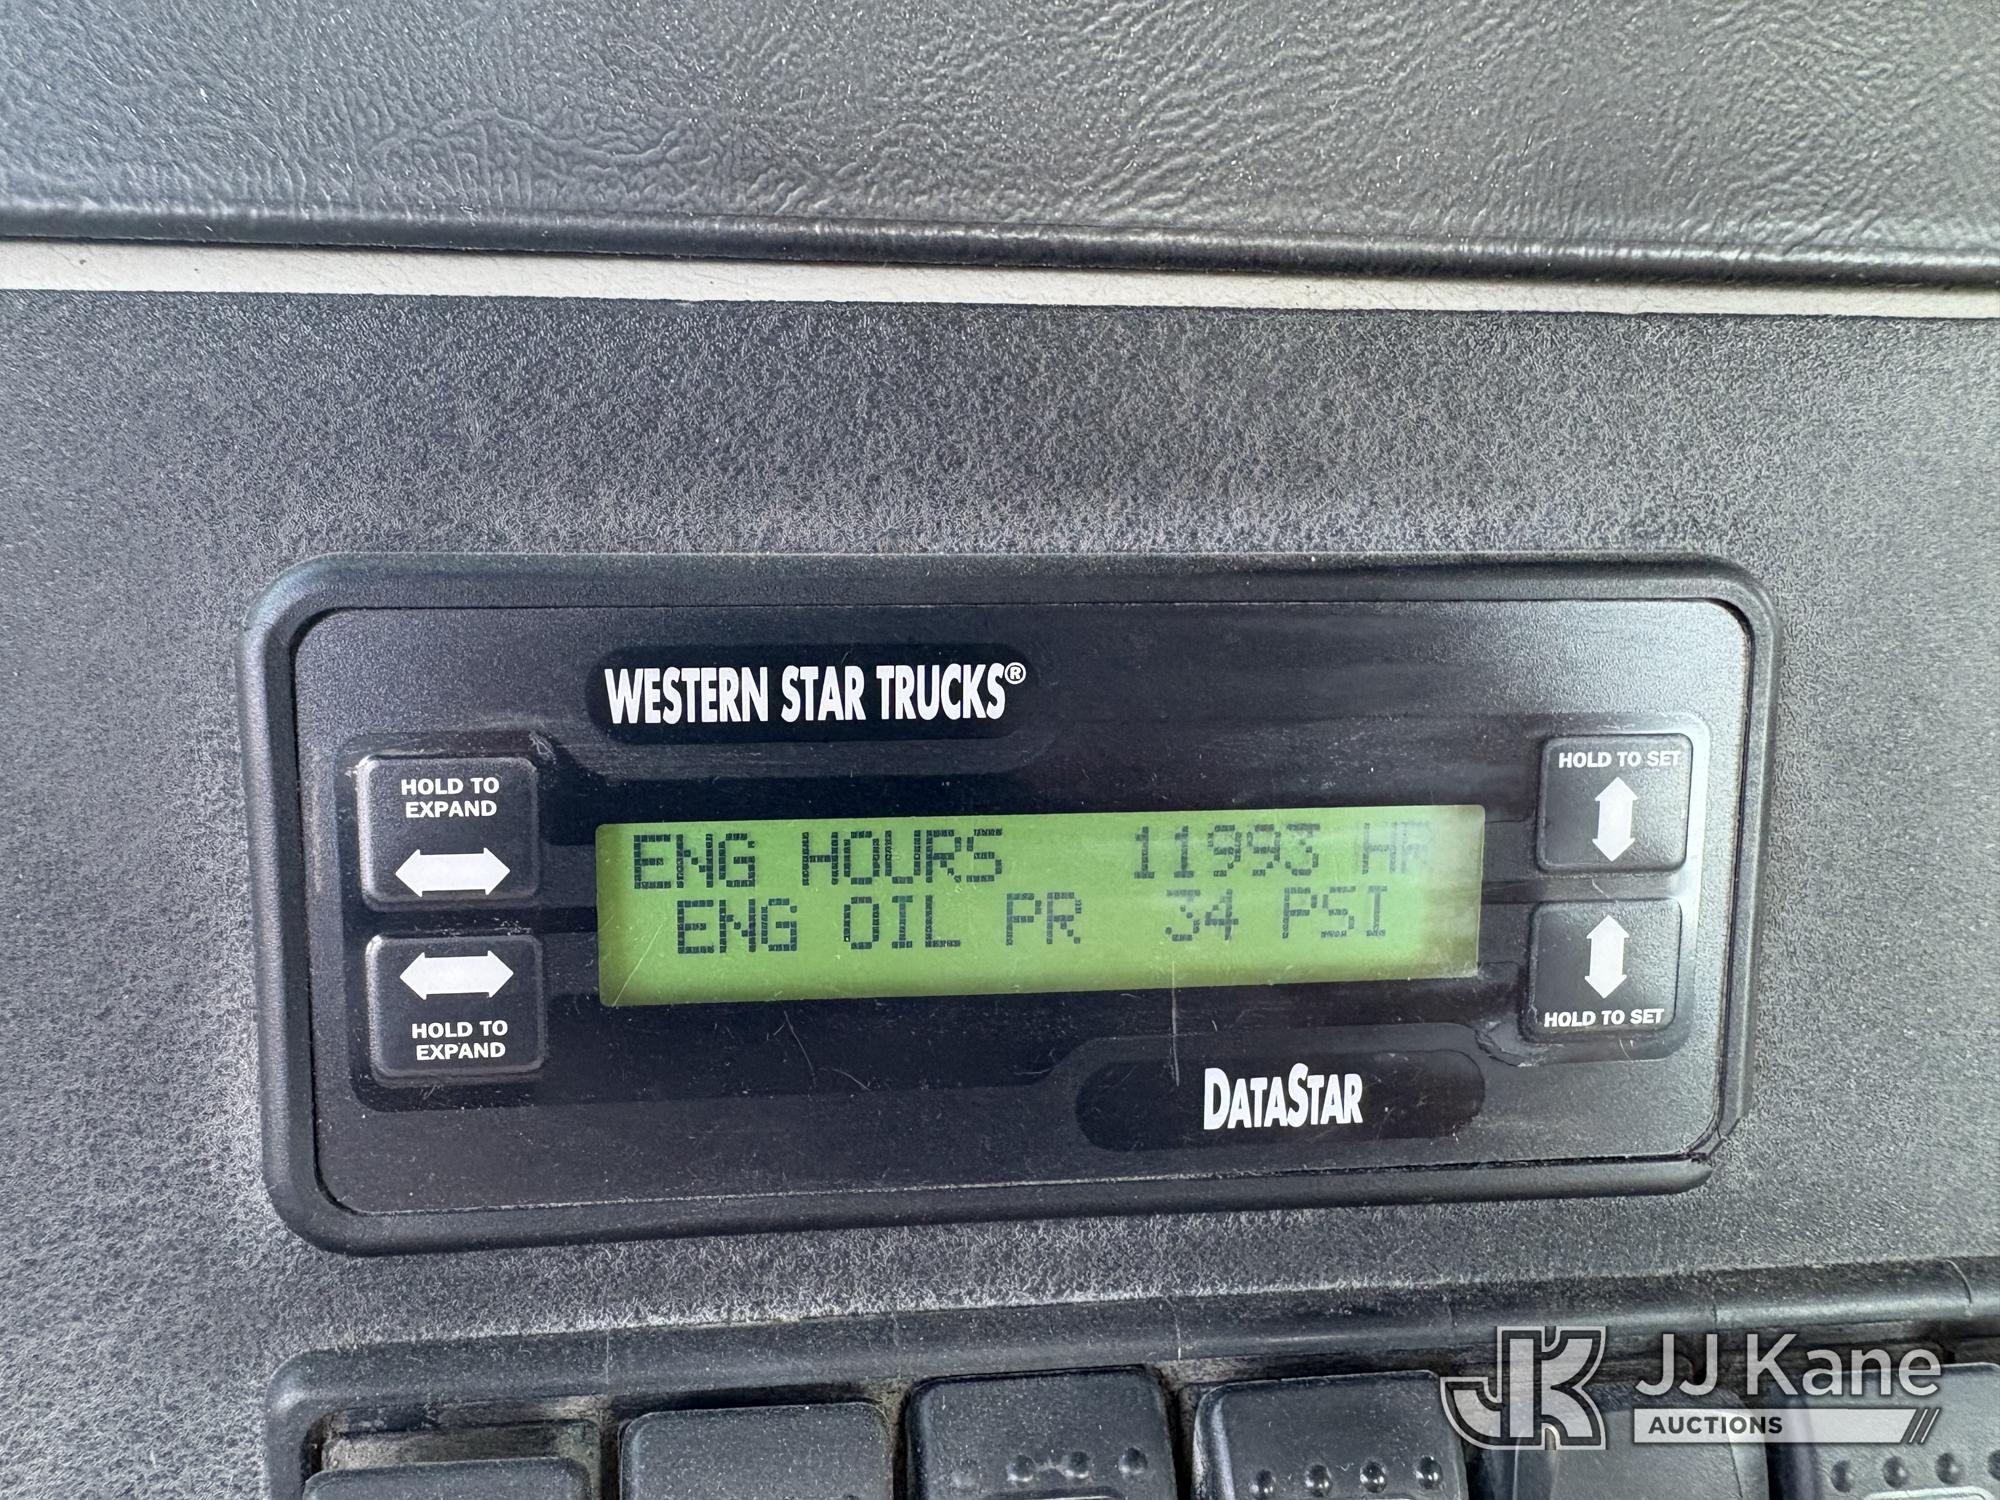 WESTERN STAR TRUCKS®
HOLD TO
EXPAND
HOLD TO SET
ENG HOURS 11993 HR
ENG OIL PR 34 PSI
HOLD TO
EXPAND
HOLD TO SET
DATASTAR
JK JJ Kane
AUCTIONS